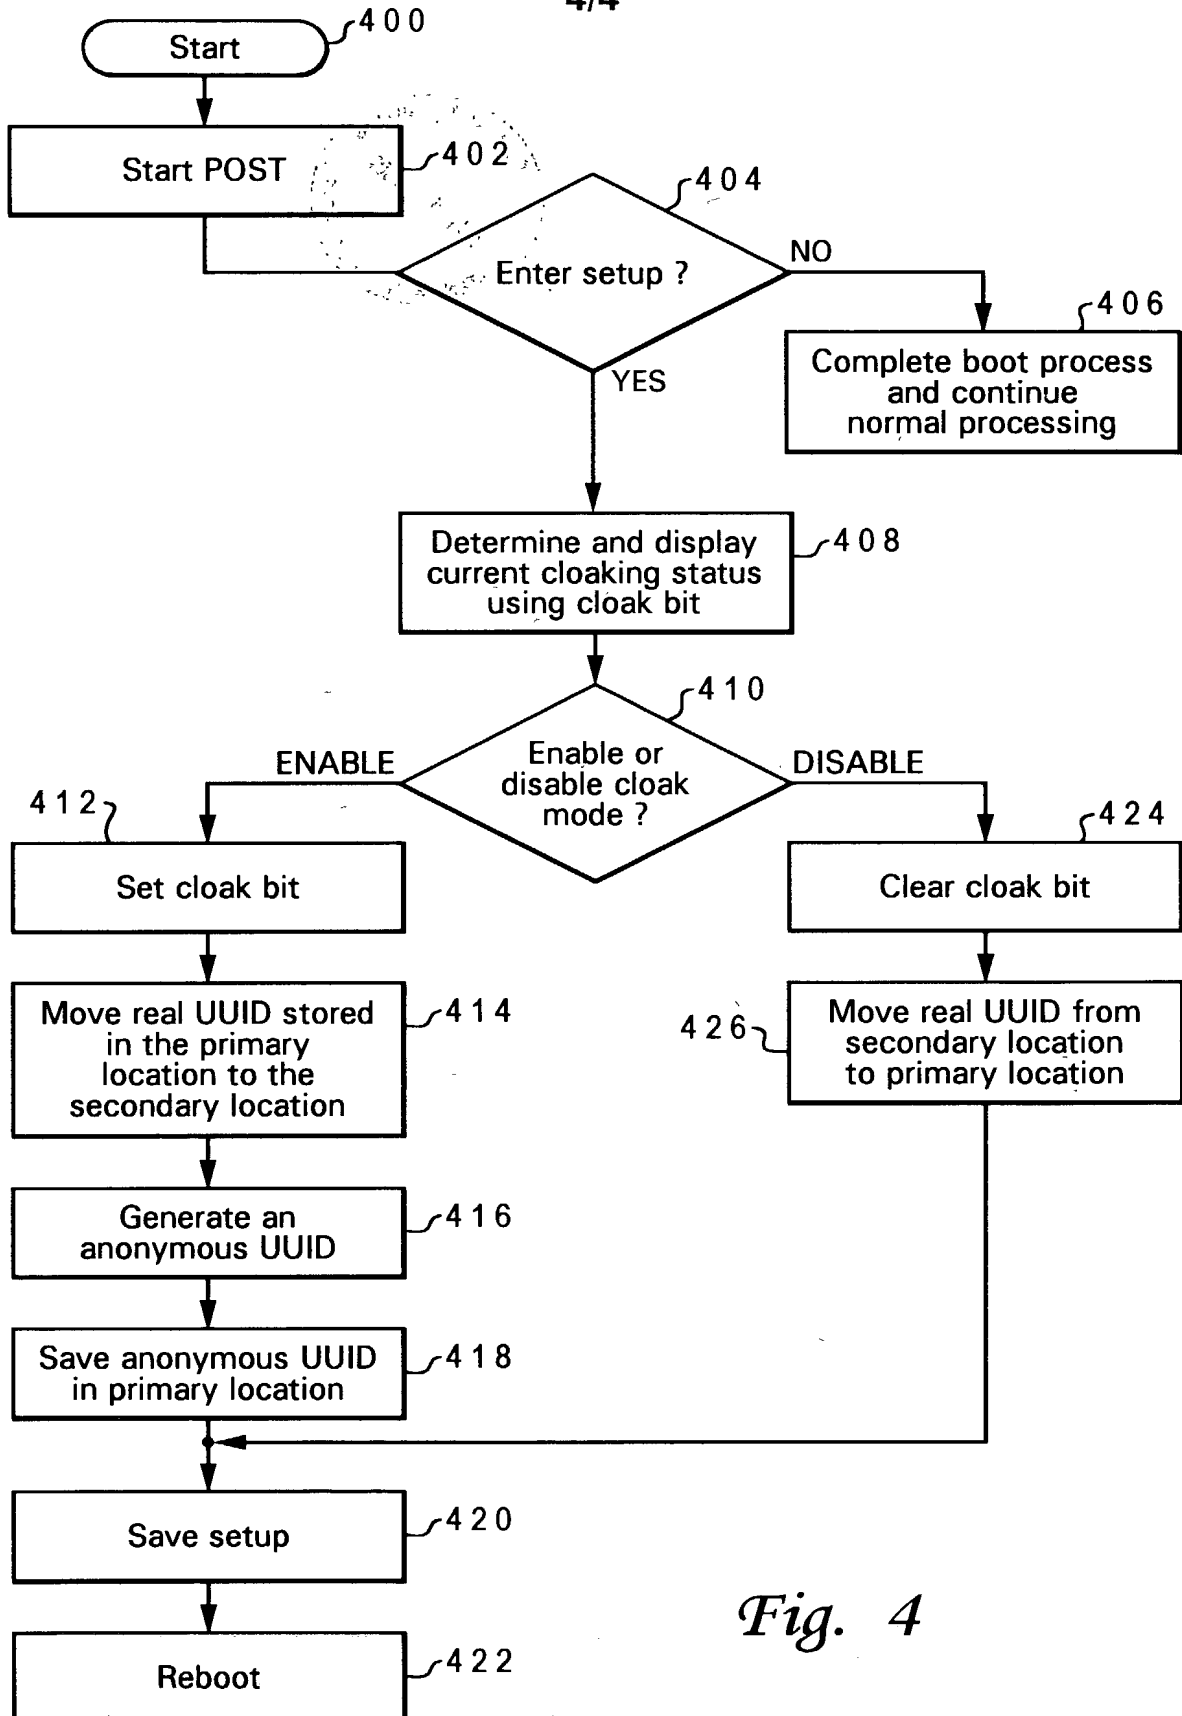 4/4
Start
400
Start POST
402
404
Enter setup ?
NO
YES
406
Complete boot process
and continue
normal processing
Determine and display
current cloaking status
using cloak bit
408
410
Enable or
disable cloak
mode ?
ENABLE
DISABLE
412
Set cloak bit
424
Clear cloak bit
Move real UUID stored
in the primary
location to the
secondary location
414
426
Move real UUID from
secondary location
to primary location
Generate an
anonymous UUID
416
Save anonymous UUID
in primary location
418
Save setup
420
Reboot
422
Fig. 4